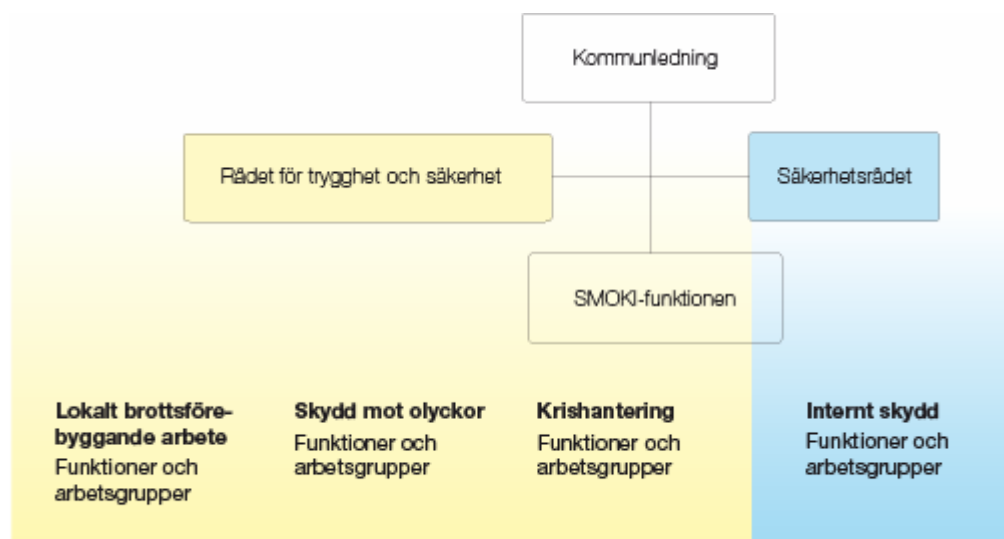 Kommunledning
Rådet för trygghet och säkerhet
Säkerhetsrådet
SMOKI-funktionen
Lokalt brottsföre-
byggande arbete
Funktioner och
arbetsgrupper
Skydd mot olyckor
Funktioner och
arbetsgrupper
Krishantering
Funktioner och
arbetsgrupper
Internt skydd
Funktioner och
arbetsgrupper